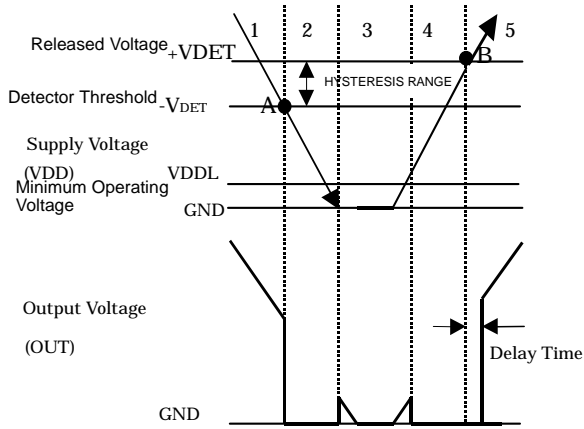 1 2 3 4 5
Released Voltage
+VDET
B
HYSTERESIS RANGE
Detector Threshold
-VDET
A
Supply Voltage
(VDD)
VDDL
Minimum Operating
Voltage
GND
Output Voltage
(OUT)
Delay Time
GND